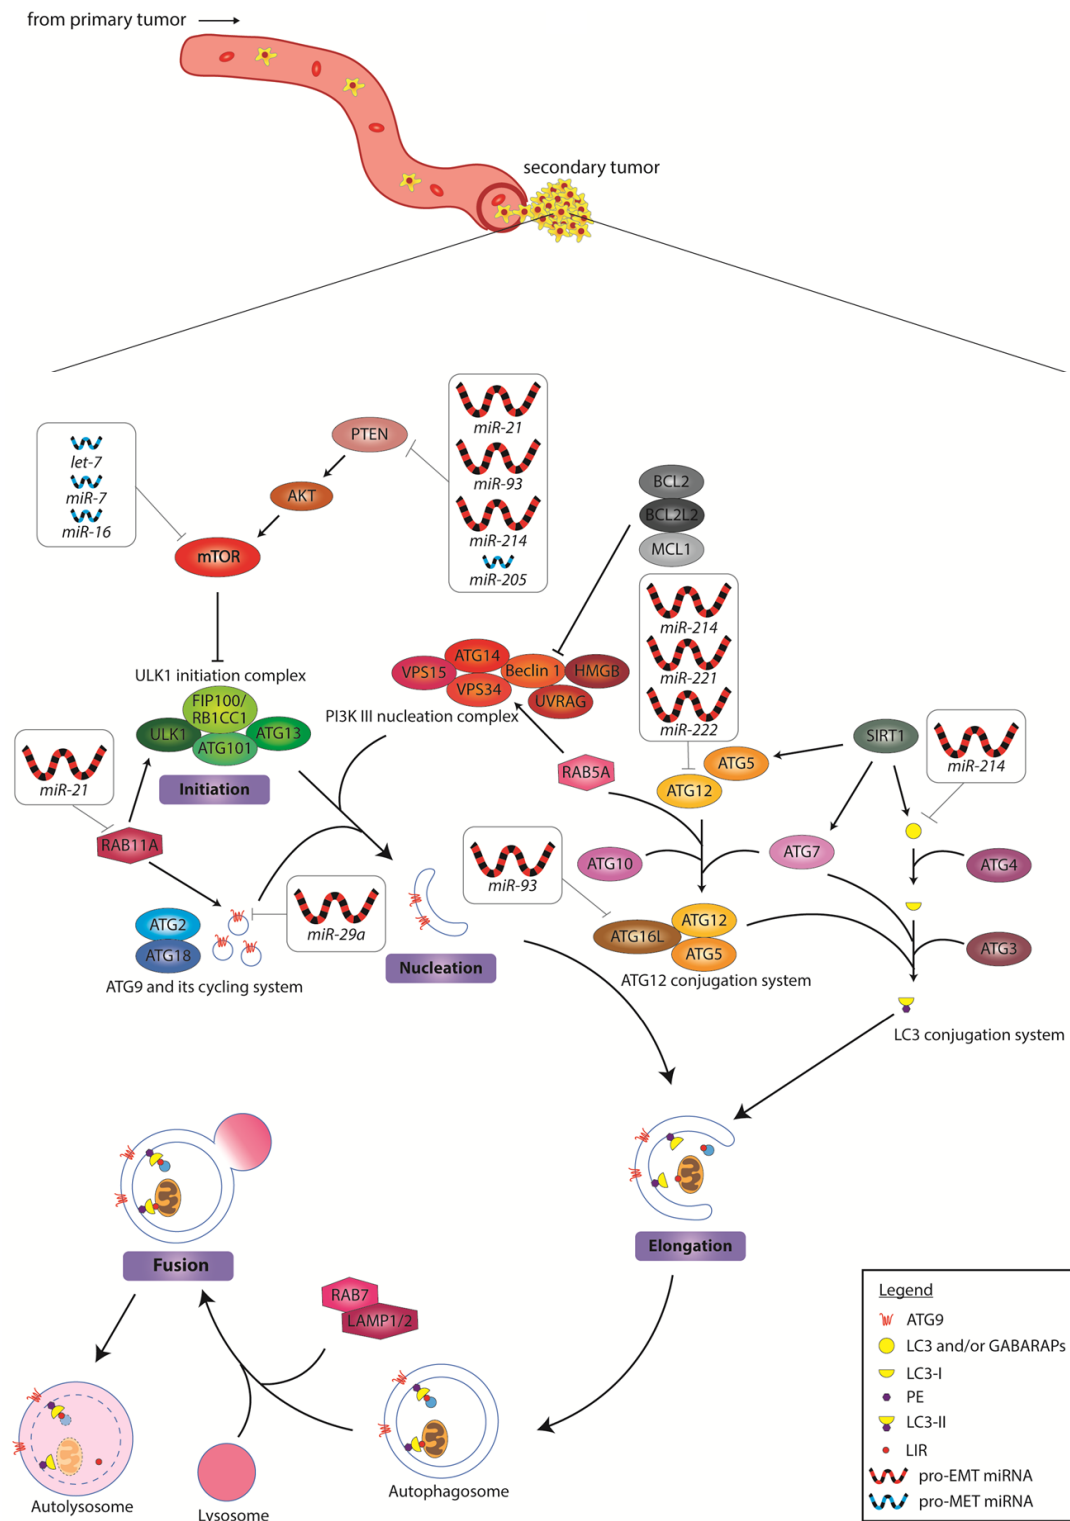 from primary tumor
secondary tumor
let-7
miR-7
miR-16
PTEN
AKT
mTOR
miR-21
miR-93
miR-214
miR-205
BCL2
BCL2L2
MCL1
miR-214
miR-221
miR-222
ULK1 initiation complex
FIP100/
RB1CC1
ULK1
ATG101
ATG13
Initiation
VPS15
ATG14
VPS34
Beclin 1
HMGB
UVRAG
PI3K III nucleation complex
RAB5A
ATG5
ATG12
SIRT1
miR-214
miR-21
RAB11A
ATG10
ATG7
ATG4
miR-93
miR-29a
ATG2
ATG18
ATG9 and its cycling system
Nucleation
ATG16L
ATG12
ATG5
ATG12 conjugation system
ATG3
LC3 conjugation system
Elongation
Fusion
RAB7
LAMP1/2
Autolysosome
Lysosome
Autophagosome
Legend
ATG9
LC3 and/or GABARAPs
LC3-I
PE
LC3-II
LIR
pro-EMT miRNA
pro-MET miRNA